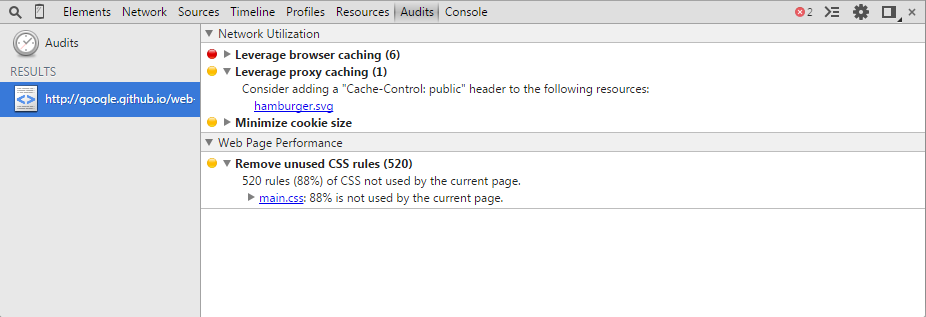 Elements Network Sources Timeline Profiles Resources Audits Console 2
Audits
RESULTS
http://google.github.io/web-
Network Utilization
Leverage browser caching (6)
Leverage proxy caching (1)
Consider adding a "Cache-Control: public" header to the following resources:
hamburger.svg
Minimize cookie size
Web Page Performance
Remove unused CSS rules (520)
520 rules (88%) of CSS not used by the current page.
main.css: 88% is not used by the current page.